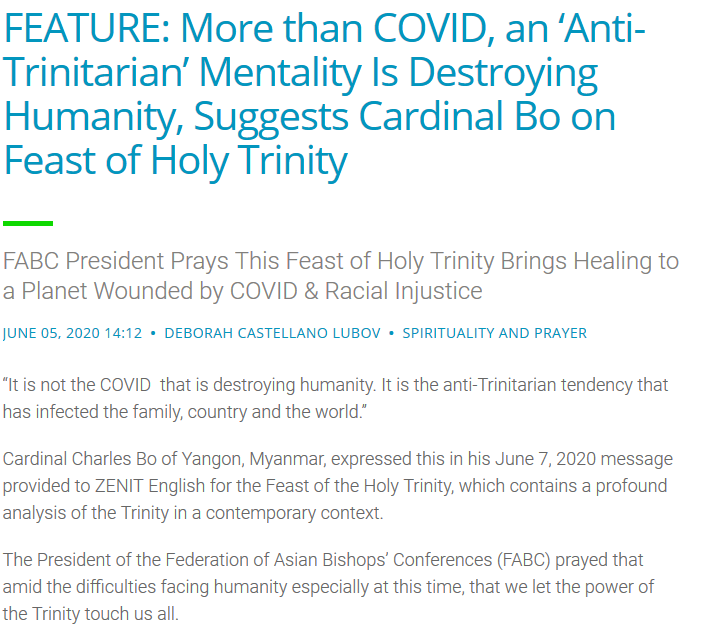 FEATURE: More than COVID, an ‘Anti-
Trinitarian’ Mentality Is Destroying
Humanity, Suggests Cardinal Bo on
Feast of Holy Trinity
FABC President Prays This Feast of Holy Trinity Brings Healing to
a Planet Wounded by COVID & Racial Injustice
JUNE 05, 2020 14:12 • DEBORAH CASTELLANO LUBOV • SPIRITUALITY AND PRAYER
“It is not the COVID  that is destroying humanity. It is the anti-Trinitarian tendency that
has infected the family, country and the world.”
Cardinal Charles Bo of Yangon, Myanmar, expressed this in his June 7, 2020 message
provided to ZENIT English for the Feast of the Holy Trinity, which contains a profound
analysis of the Trinity in a contemporary context.
The President of the Federation of Asian Bishops’ Conferences (FABC) prayed that
amid the difficulties facing humanity especially at this time, that we let the power of
the Trinity touch us all.